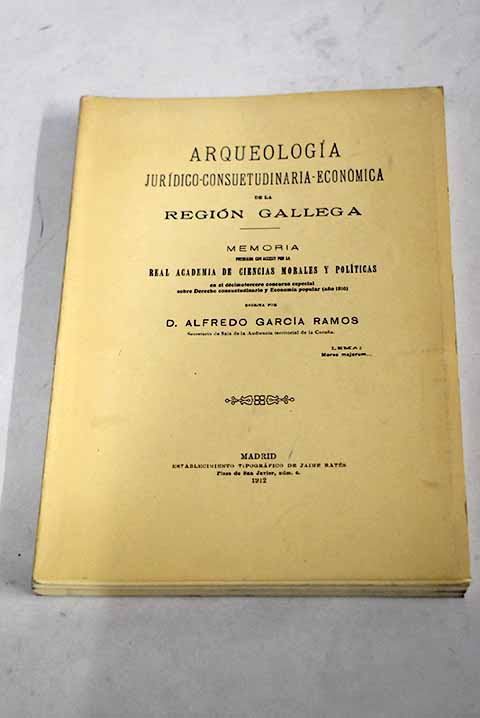 ARQUEOLOGÍA
JURÍDICO-CONSUETUDINARIA-ECONÓMICA
DE LA
REGIÓN GALLEGA
MEMORIA
PREMIADA CON ACCESIT POR LA
REAL ACADEMIA DE CIENCIAS MORALES Y POLÍTICAS
en el décimotercero concurso especial
sobre Derecho consuetudinario y Economía popular (año 1910)
ESCRITA POR
D. ALFREDO GARCÍA RAMOS
Secretario de Sala de la Audiencia territorial de la Coruña.
LEMA:
Morse majorum...
MADRID
ESTABLECIMIENTO TIPOGRÁFICO DE JAIME RATÉS
Plaza de San Javier, núm. 6.
1912